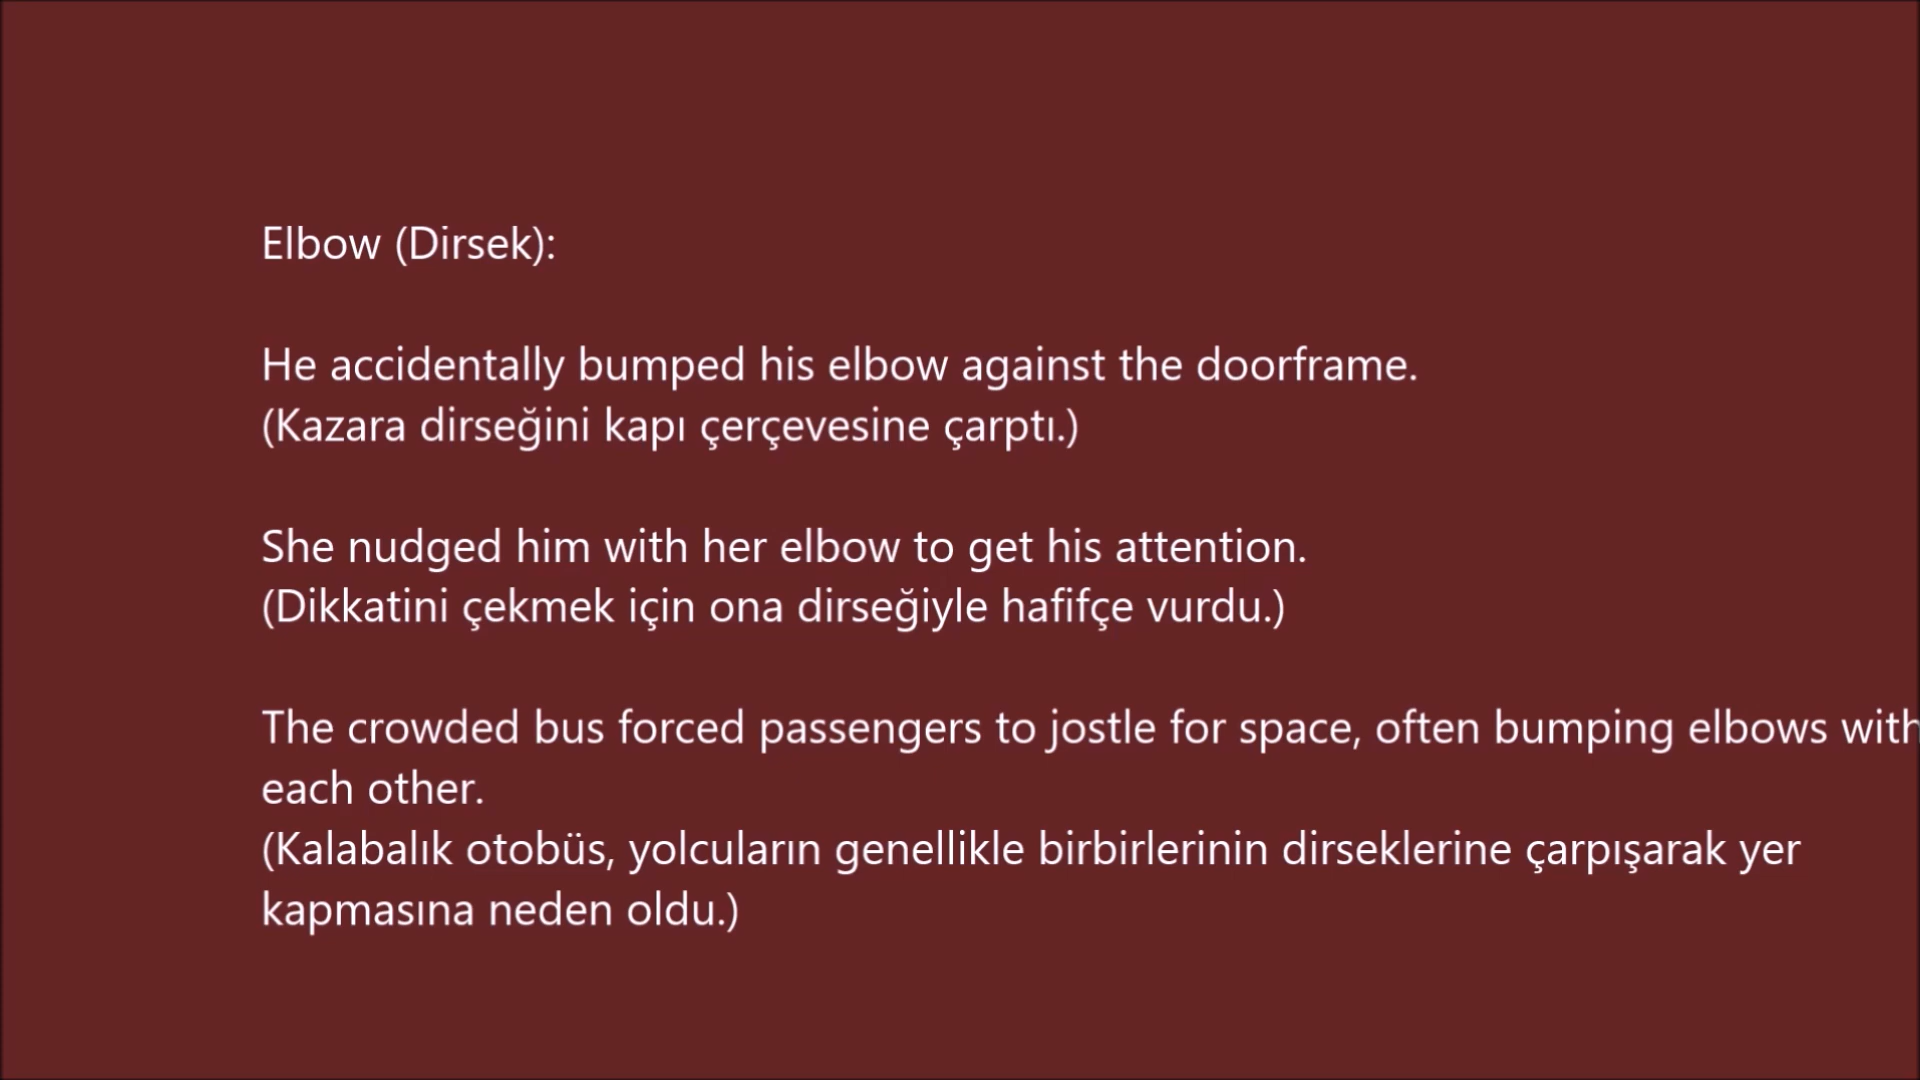 Elbow (Dirsek):
He accidentally bumped his elbow against the doorframe.
(Kazara dirseğini kapı çerçevesine çarptı.)
She nudged him with her elbow to get his attention.
(Dikkatini çekmek için ona dirseğiyle hafifçe vurdu.)
The crowded bus forced passengers to jostle for space, often bumping elbows with
each other.
(Kalabalık otobüs, yolcuların genellikle birbirlerinin dirseklerine çarpışarak yer
kapmasına neden oldu.)